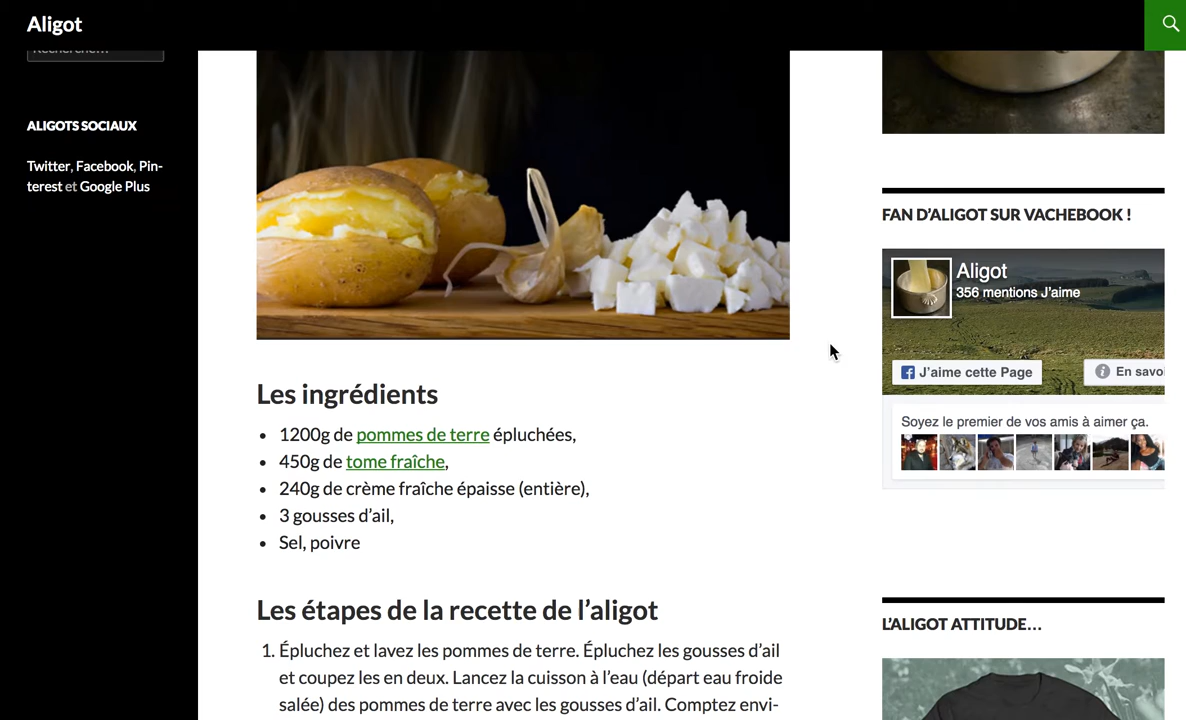 Aligot
Recherche…
ALIGOTS SOCIAUX
Twitter, Facebook, Pin-
terest et Google Plus
Les ingrédients
1200g de pommes de terre épluchées,
450g de tome fraîche,
240g de crème fraîche épaisse (entière),
3 gousses d’ail,
Sel, poivre
Les étapes de la recette de l’aligot
1. Épluchez et lavez les pommes de terre. Épluchez les gousses d’ail
et coupez les en deux. Lancez la cuisson à l’eau (départ eau froide
salée) des pommes de terre avec les gousses d’ail. Comptez envi-
FAN D’ALIGOT SUR VACHEBOOK !
Aligot
356 mentions J’aime
J’aime cette Page
En savoi
Soyez le premier de vos amis à aimer ça.
L’ALIGOT ATTITUDE…